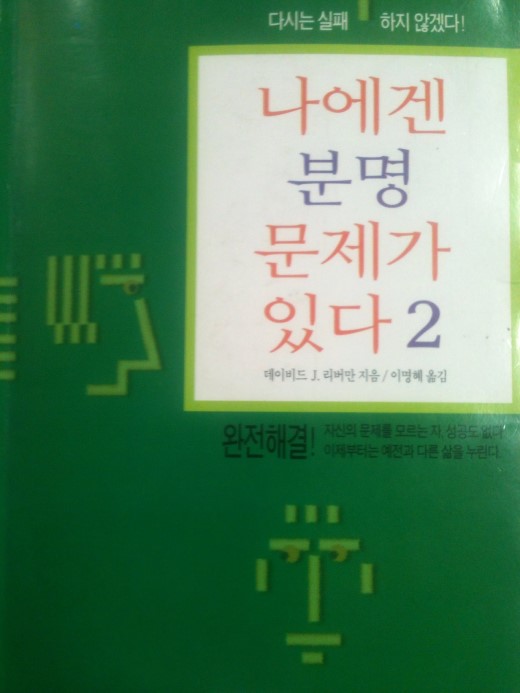 다시는 실패 하지 않겠다!
나에겐
분명
문제가
있다 2
데이비드 J. 리버만 지음 / 이명혜 옮김
완전해결! 자신의 문제를 모르는 자, 성공도 없다
이제부터는 예전과 다른 삶을 누린다.